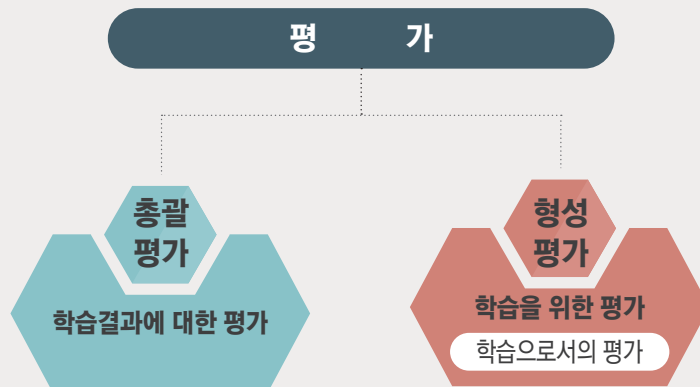 평 가
총괄
평가
학습결과에 대한 평가
형성
평가
학습을 위한 평가
학습으로서의 평가